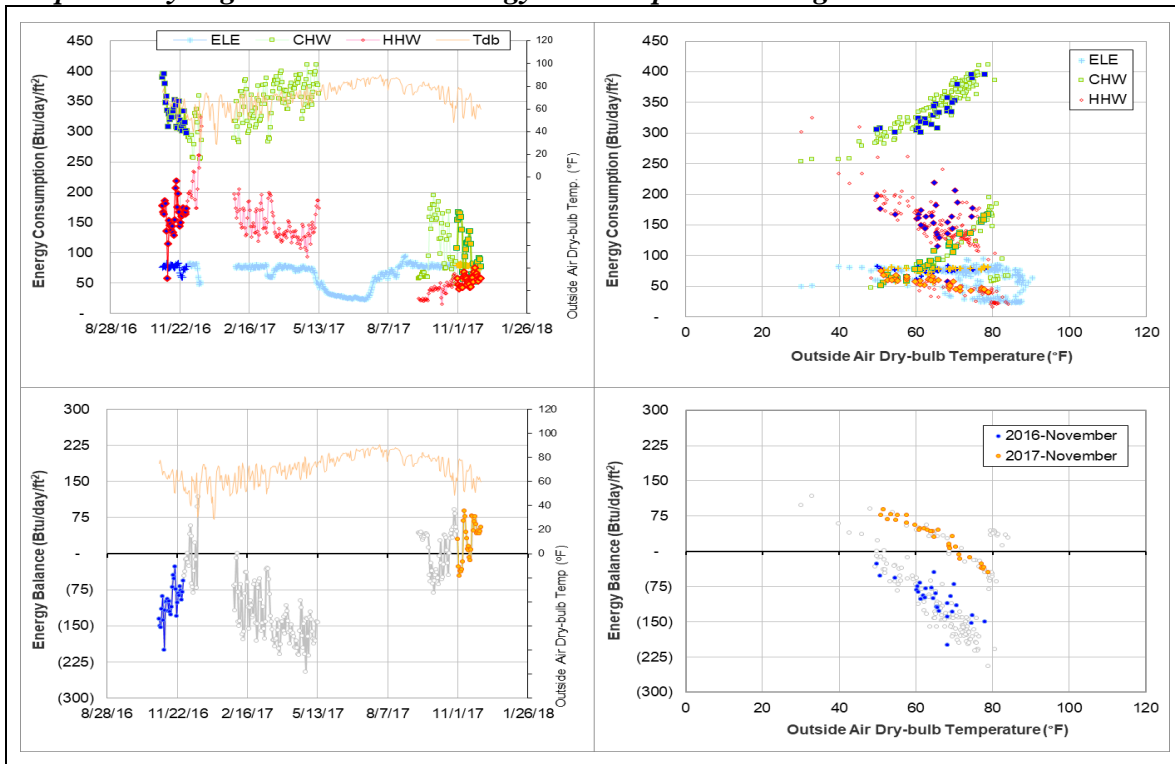 ELE CHW HHW Tdb
Energy Consumption (Btu/day/ft²)
450
400
350
300
250
200
150
100
50
-
120
100
80
60
40
20
0
Outside Air Dry-bulb Temp. (°F)
8/28/16 11/22/16 2/16/17 5/13/17 8/7/17 11/1/17 1/26/18
ELE
CHW
HHW
Energy Consumption (Btu/day/ft²)
450
400
350
300
250
200
150
100
50
-
0 20 40 60 80 100 120
Outside Air Dry-bulb Temperature (°F)
Energy Balance (Btu/day/ft²)
300
225
150
75
-
(75)
(150)
(225)
(300)
120
100
80
60
40
20
0
Outside Air Dry-bulb Temp (°F)
8/28/16 11/22/16 2/16/17 5/13/17 8/7/17 11/1/17 1/26/18
2016-November
2017-November
Energy Balance (Btu/day/ft²)
300
225
150
75
-
(75)
(150)
(225)
(300)
0 20 40 60 80 100 120
Outside Air Dry-bulb Temperature (°F)